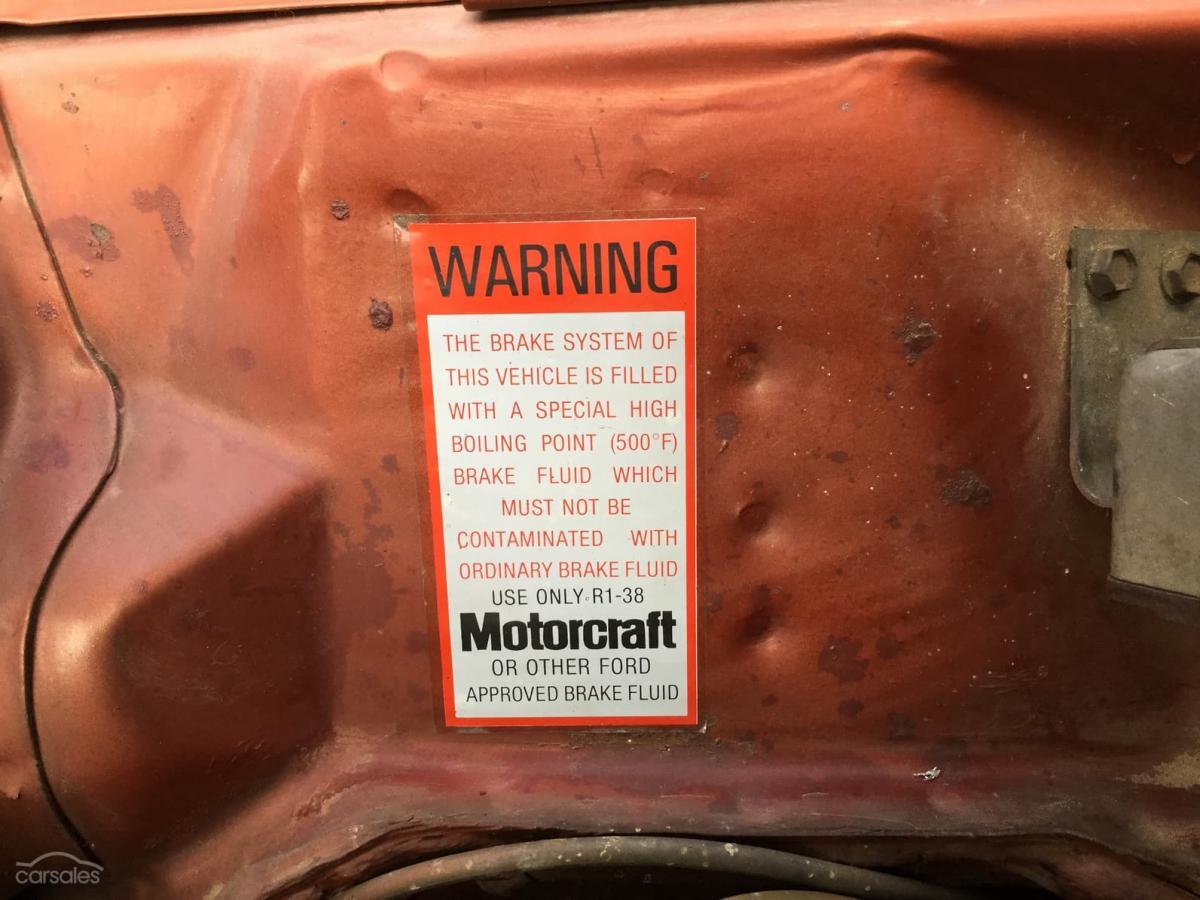 WARNING
THE BRAKE SYSTEM OF
THIS VEHICLE IS FILLED
WITH A SPECIAL HIGH
BOILING POINT (500°F)
BRAKE FLUID WHICH
MUST NOT BE
CONTAMINATED WITH
ORDINARY BRAKE FLUID
USE ONLY R1-38
Motorcraft
OR OTHER FORD
APPROVED BRAKE FLUID
carsales